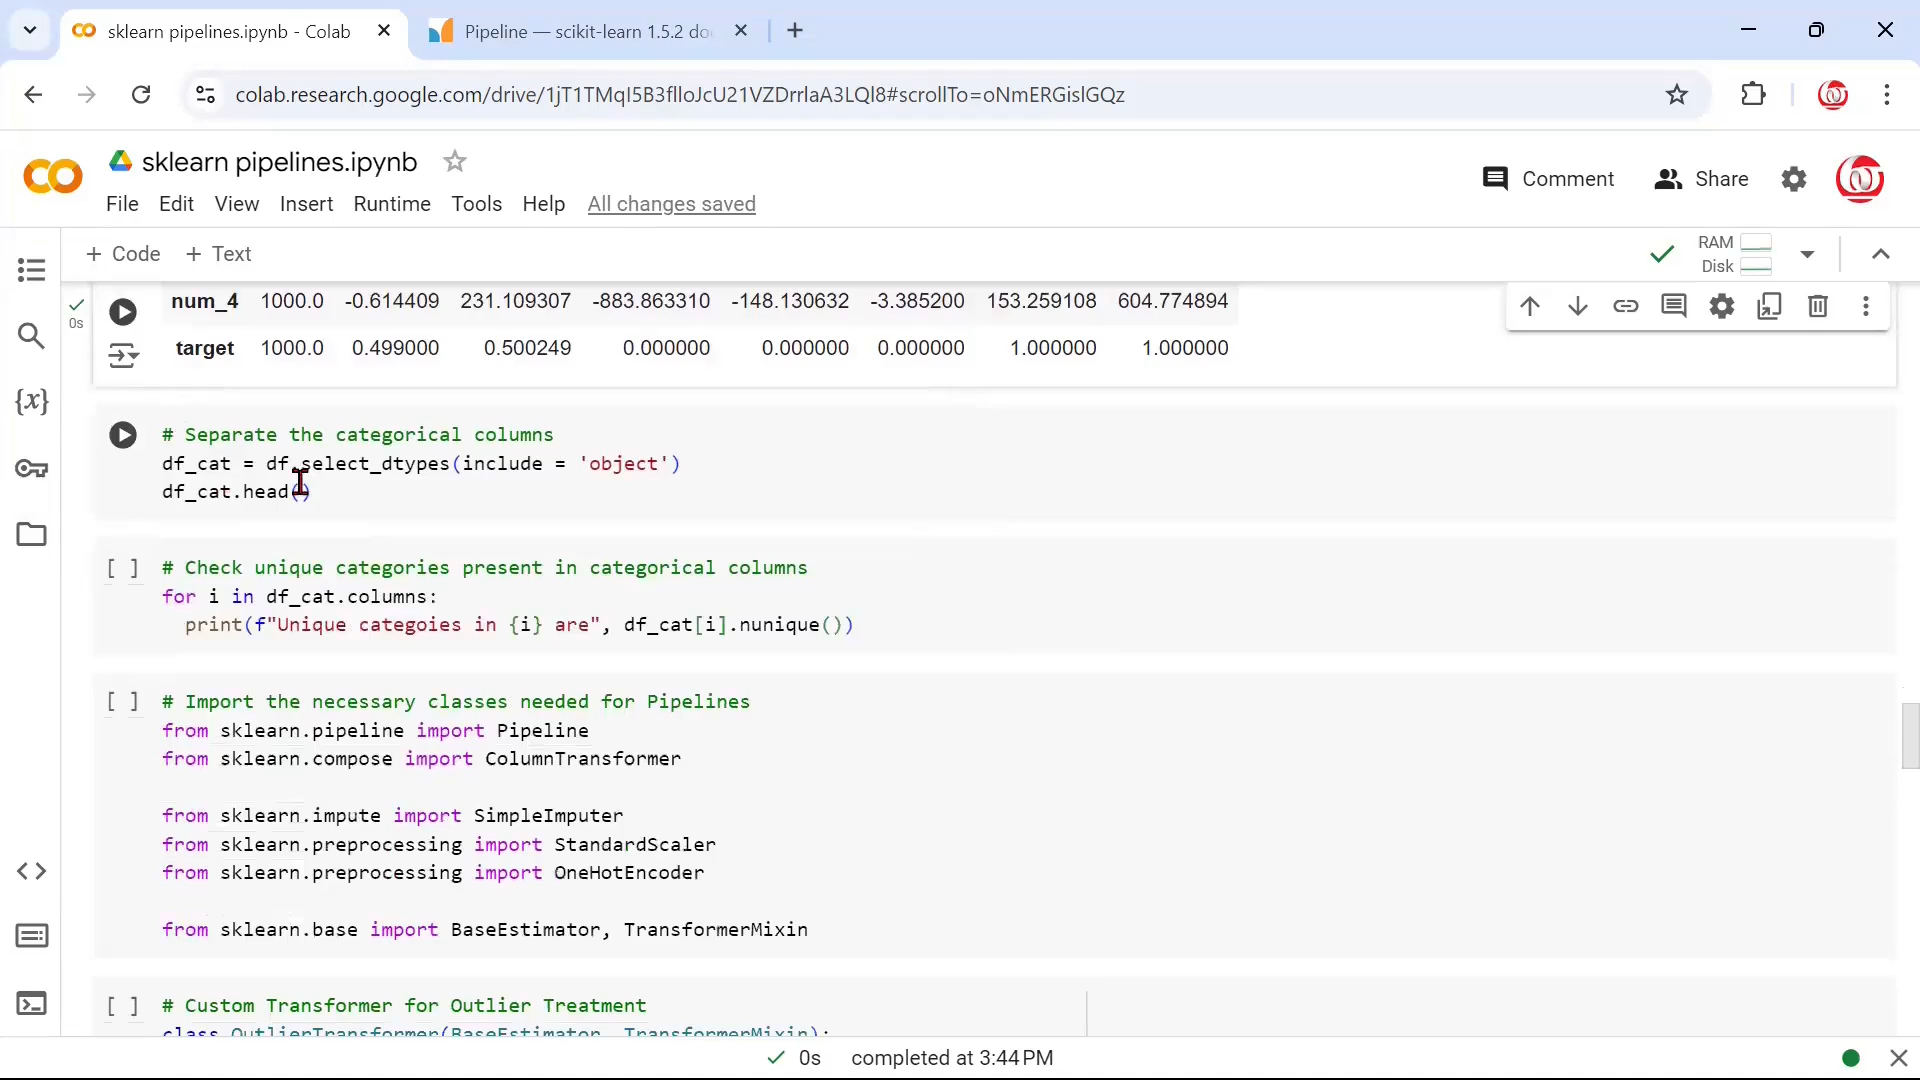 sklearn pipelines.ipynb - Colab
Pipeline — scikit-learn 1.5.2 do
colab.research.google.com/drive/1jT1TMqI5B3flloJcU21VZDrrIaA3LQl8#scrollTo=oNmERGislGQz
sklearn pipelines.ipynb
Comment
Share
File Edit View Insert Runtime Tools Help All changes saved
+ Code + Text
RAM
Disk
0s
num_4 1000.0 -0.614409 231.109307 -883.863310 -148.130632 -3.385200 153.259108 604.774894
target 1000.0 0.499000 0.500249 0.000000 0.000000 0.000000 1.000000 1.000000
# Separate the categorical columns
df_cat = df.select_dtypes(include = 'object')
df_cat.head()
[ ] # Check unique categories present in categorical columns
for i in df_cat.columns:
print(f"Unique categoies in {i} are", df_cat[i].nunique())
[ ] # Import the necessary classes needed for Pipelines
from sklearn.pipeline import Pipeline
from sklearn.compose import ColumnTransformer
from sklearn.impute import SimpleImputer
from sklearn.preprocessing import StandardScaler
from sklearn.preprocessing import OneHotEncoder
from sklearn.base import BaseEstimator, TransformerMixin
[ ] # Custom Transformer for Outlier Treatment
class OutlierTransformer(BaseEstimator, TransformerMixin):
0s completed at 3:44 PM